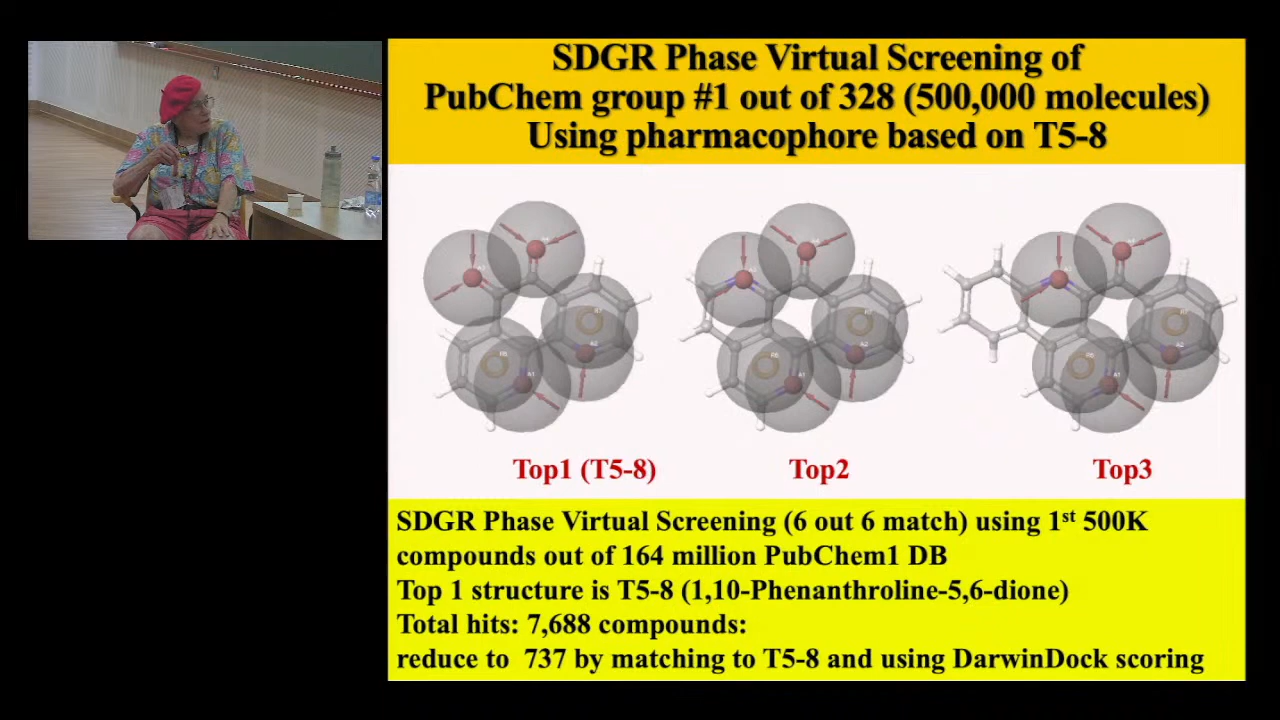 SDGR Phase Virtual Screening of
PubChem group #1 out of 328 (500,000 molecules)
Using pharmacophore based on T5-8
Top1 (T5-8)
Top2
Top3
SDGR Phase Virtual Screening (6 out 6 match) using 1st 500K
compounds out of 164 million PubChem1 DB
Top 1 structure is T5-8 (1,10-Phenanthroline-5,6-dione)
Total hits: 7,688 compounds:
reduce to 737 by matching to T5-8 and using DarwinDock scoring